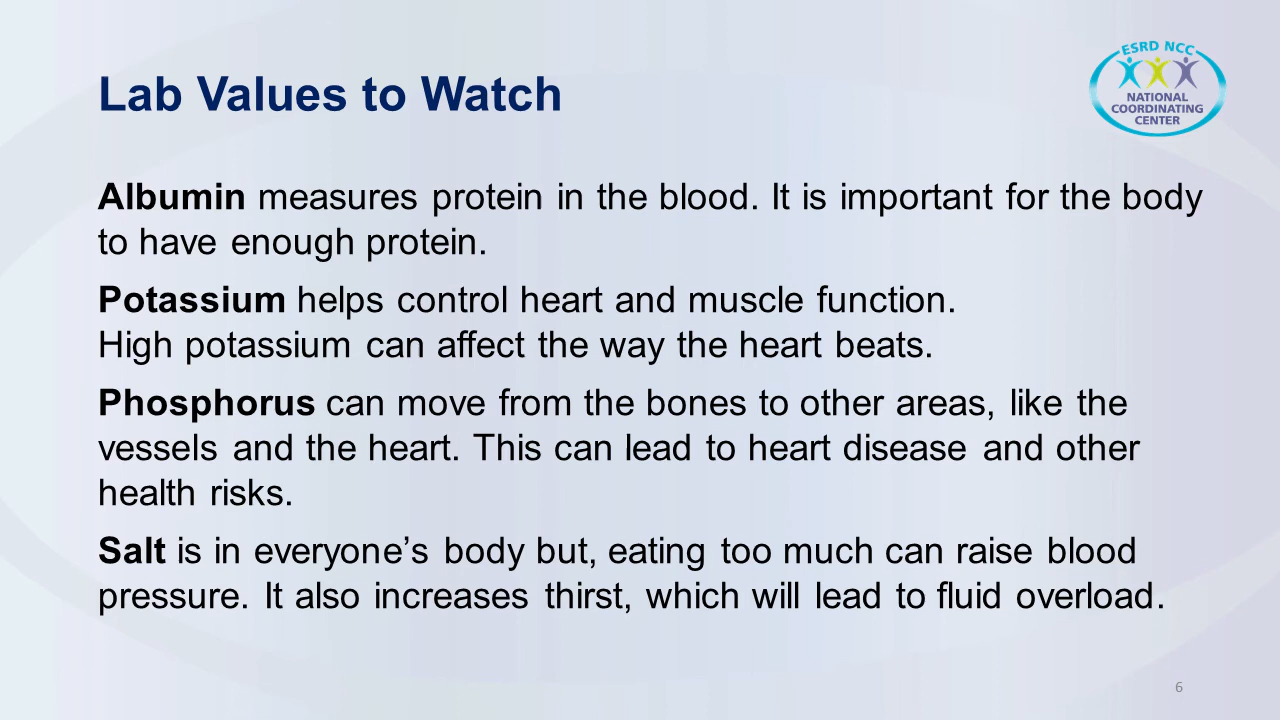 Lab Values to Watch
ESRD NCC
NATIONAL
COORDINATING
CENTER
Albumin measures protein in the blood. It is important for the body
to have enough protein.
Potassium helps control heart and muscle function.
High potassium can affect the way the heart beats.
Phosphorus can move from the bones to other areas, like the
vessels and the heart. This can lead to heart disease and other
health risks.
Salt is in everyone’s body but, eating too much can raise blood
pressure. It also increases thirst, which will lead to fluid overload.
6